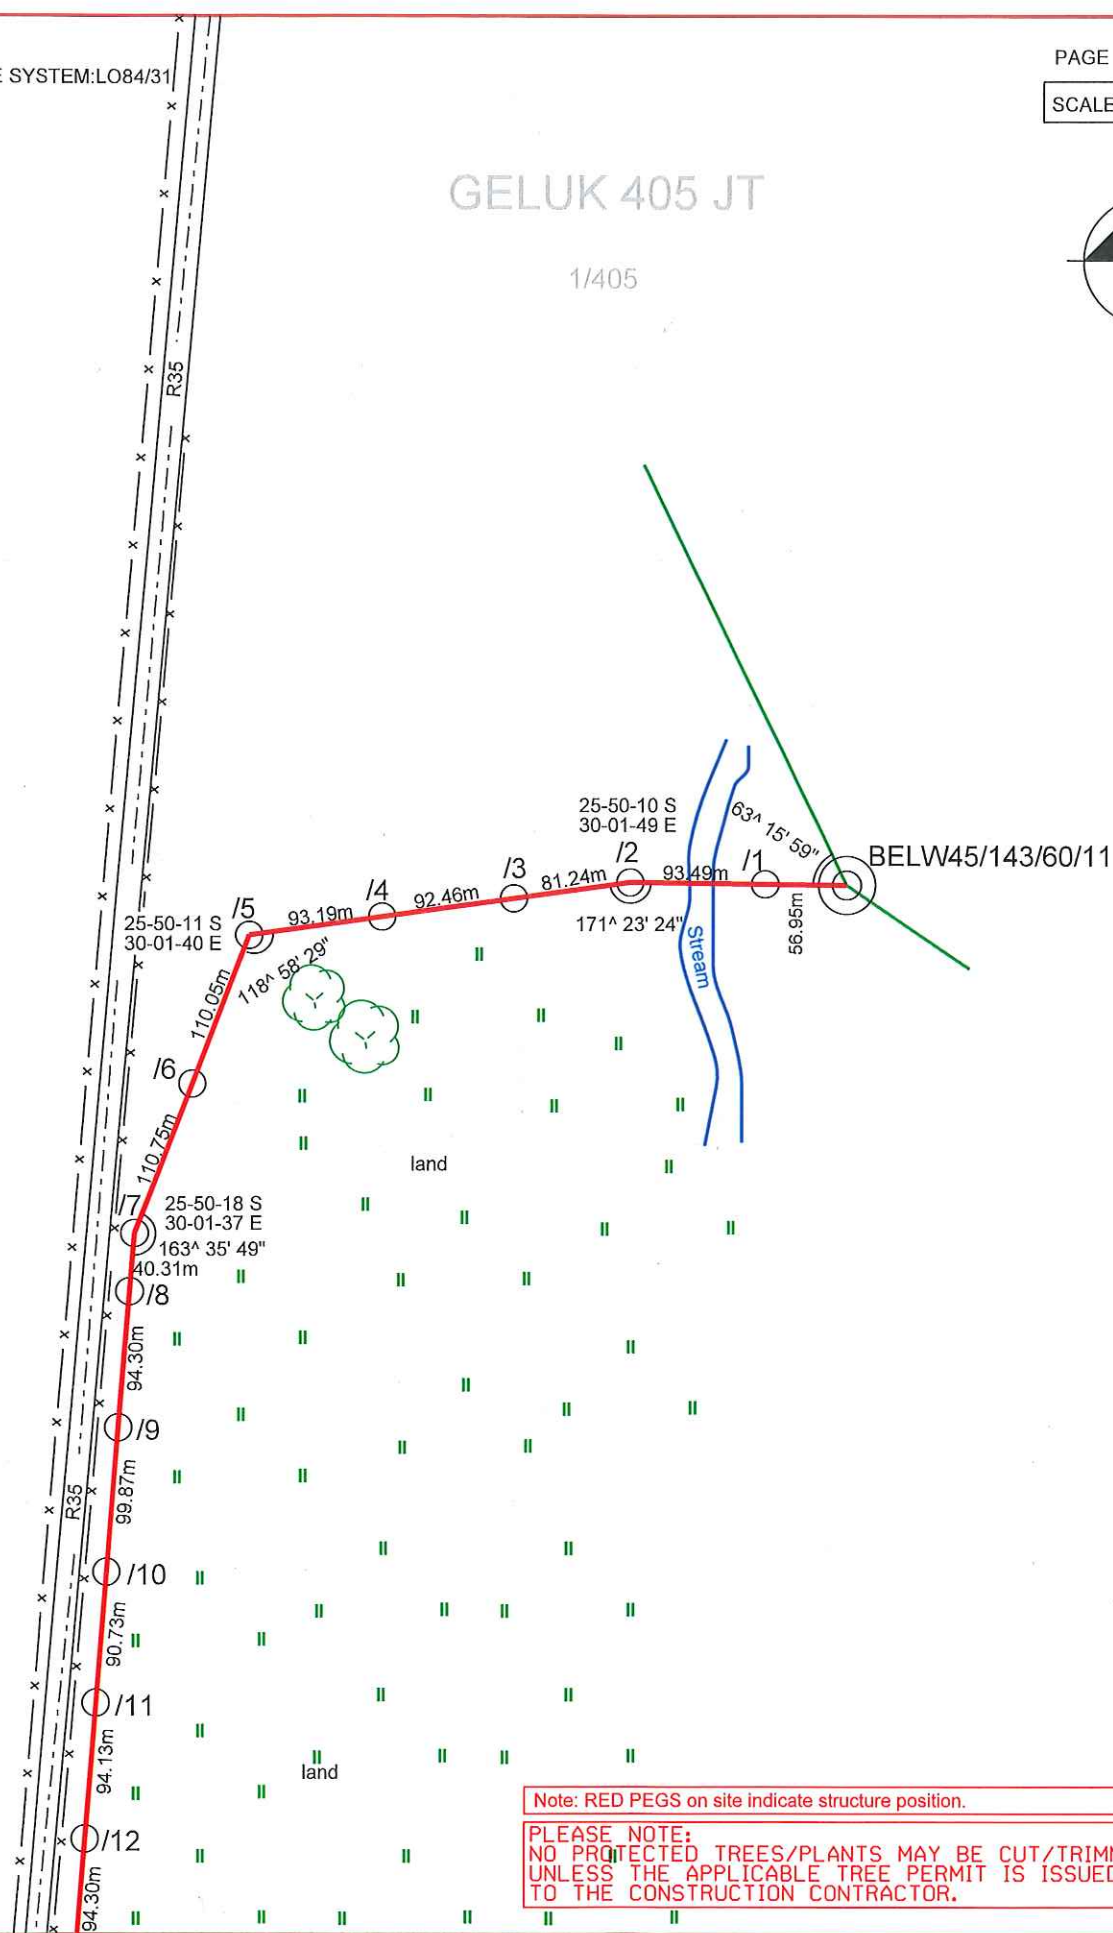 E SYSTEM:LO84/31
PAGE
SCALE
GELUK 405 JT
1/405
R35
25-50-10 S
30-01-49 E
63^ 15' 59"
BELW45/143/60/11
/1
/2
/3
/4
/5
93.49m
81.24m
92.46m
93.19m
56.95m
171^ 23' 24"
Stream
25-50-11 S
30-01-40 E
118^ 58' 29"
110.05m
/6
110.75m
land
/7
25-50-18 S
30-01-37 E
163^ 35' 49"
40.31m
/8
94.30m
/9
99.87m
R35
/10
90.73m
/11
94.13m
land
/12
94.30m
Note: RED PEGS on site indicate structure position.
PLEASE NOTE:
NO PROTECTED TREES/PLANTS MAY BE CUT/TRIMM
UNLESS THE APPLICABLE TREE PERMIT IS ISSUED
TO THE CONSTRUCTION CONTRACTOR.